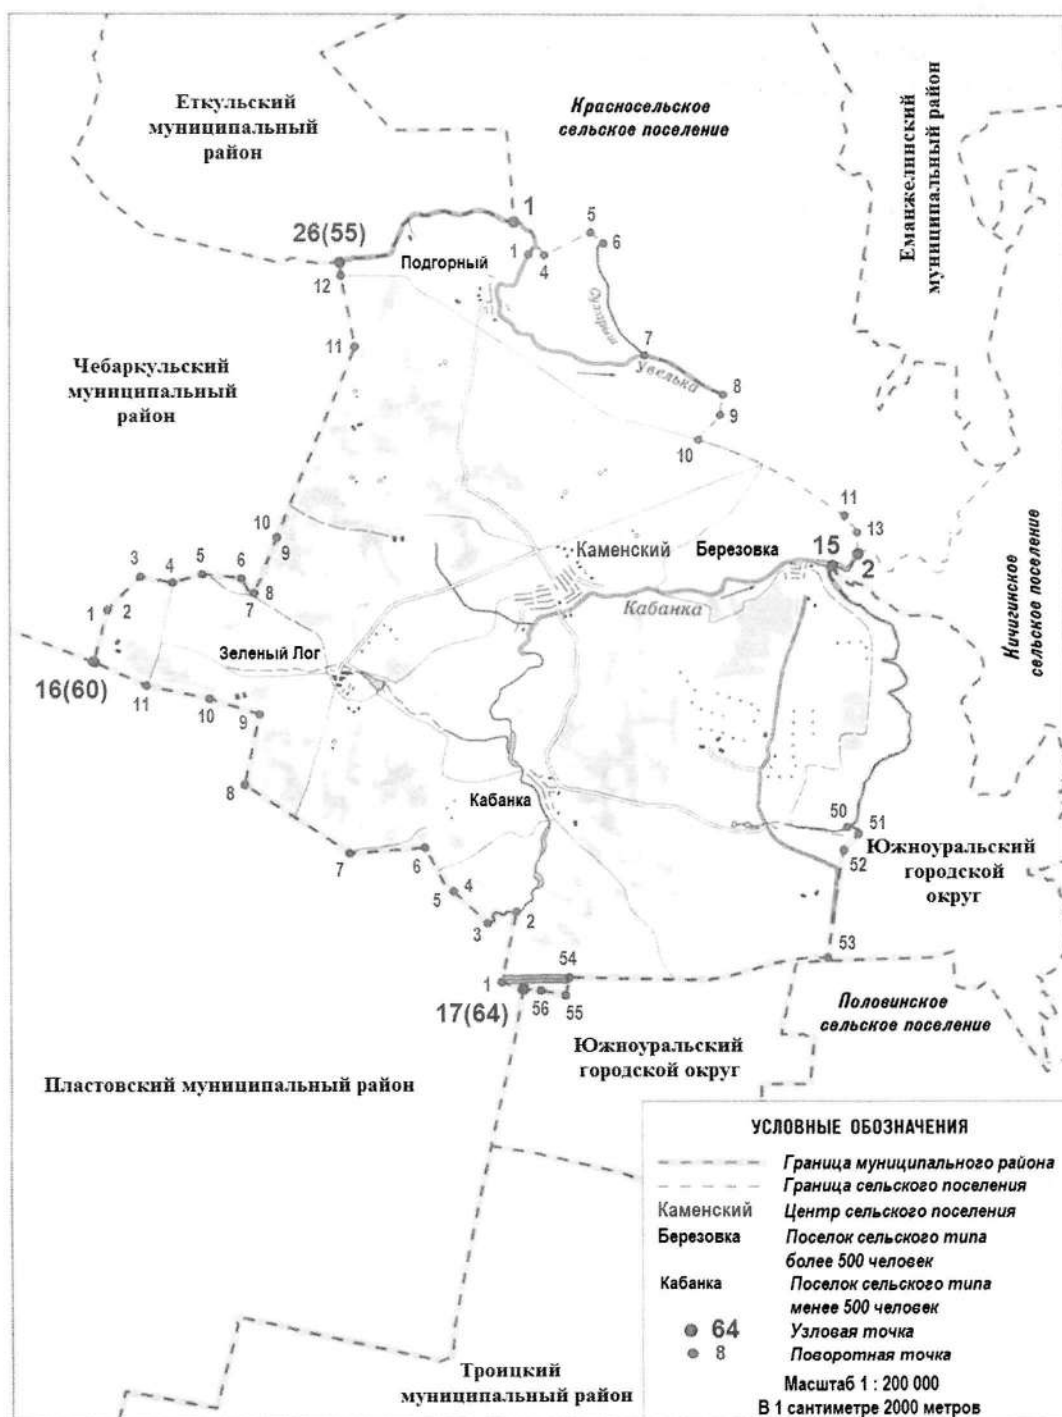 Еткульский
муниципальный
район
Красносельское
сельское поселение
Еманжелинский
муниципальный район
1
5
26(55)
1
4
6
Подгорный
12
Сухарыш
11
7
Чебаркульский
муниципальный
район
Увелька
8
9
10
11
10
13
9
Каменский
Березовка
15
2
3
4
5
6
8
7
1
2
Кабанка
Кичигинское
сельское поселение
Зеленый Лог
16(60)
11
10
9
8
Кабанка
50
51
Южноуральский
городской
округ
52
7
6
4
5
3
2
53
54
1
17(64)
56
55
Половинское
сельское поселение
Южноуральский
городской округ
Пластовский муниципальный район
УСЛОВНЫЕ ОБОЗНАЧЕНИЯ
Граница муниципального района
Граница сельского поселения
Каменский Центр сельского поселения
Березовка Поселок сельского типа
более 500 человек
Кабанка Поселок сельского типа
менее 500 человек
64 Узловая точка
8 Поворотная точка
Масштаб 1 : 200 000
В 1 сантиметре 2000 метров
Троицкий
муниципальный район